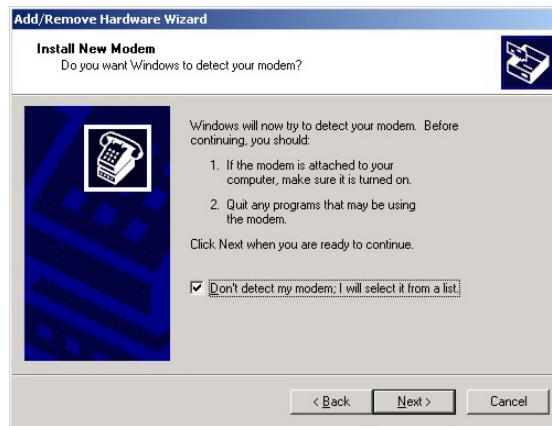 Add/Remove Hardware Wizard
Install New Modem
Do you want Windows to detect your modem?
Windows will now try to detect your modem. Before
continuing, you should:
1. If the modem is attached to your
computer, make sure it is turned on.
2. Quit any programs that may be using
the modem.
Click Next when you are ready to continue.
Don't detect my modem; I will select it from a list.
< Back Next > Cancel